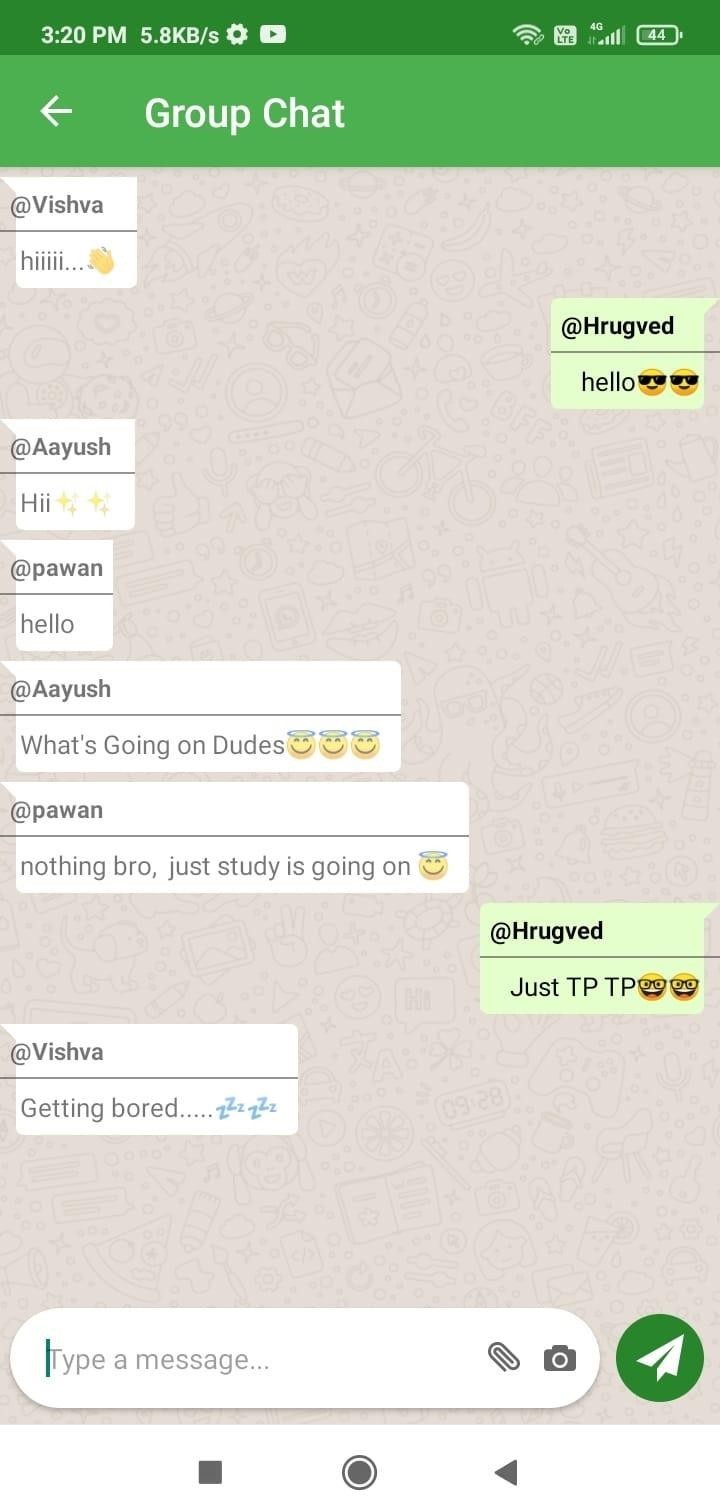 3:20 PM 5.8KB/s Vo LTE 4G 44
Group Chat
@Vishva
hiiiii...👋
@Hrugved
hello😎😎
@Aayush
Hii✨✨
@pawan
hello
@Aayush
What's Going on Dudes😇😇😇
@pawan
nothing bro, just study is going on 😇
@Hrugved
Just TP TP🤓🤓
@Vishva
Getting bored.....💤💤
Type a message...